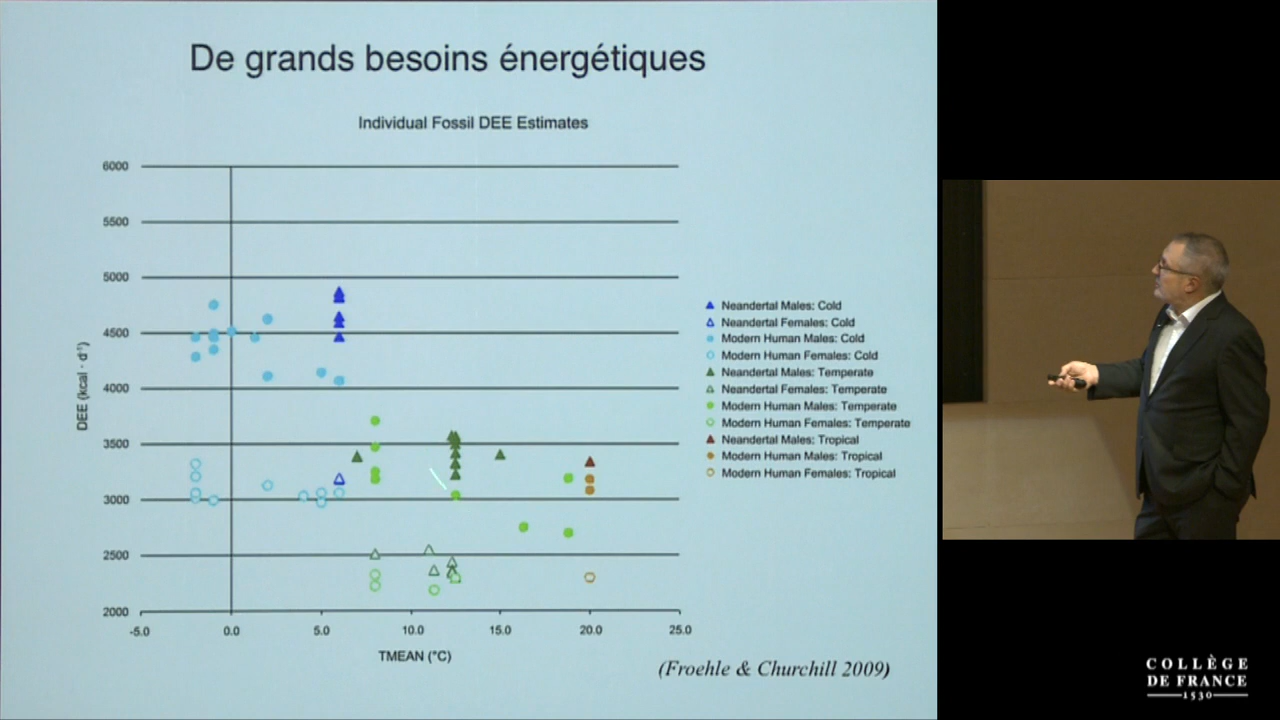 De grands besoins énergétiques
Individual Fossil DEE Estimates
6000
5500
5000
4500
4000
3500
3000
2500
2000
DEE (kcal · d⁻¹)
-5.0
0.0
5.0
10.0
15.0
20.0
25.0
TMEAN (°C)
Neandertal Males: Cold
Neandertal Females: Cold
Modern Human Males: Cold
Modern Human Females: Cold
Neandertal Males: Temperate
Neandertal Females: Temperate
Modern Human Males: Temperate
Modern Human Females: Temperate
Neandertal Males: Tropical
Modern Human Males: Tropical
Modern Human Females: Tropical
(Froehle & Churchill 2009)
COLLÈGE
DE FRANCE
1530